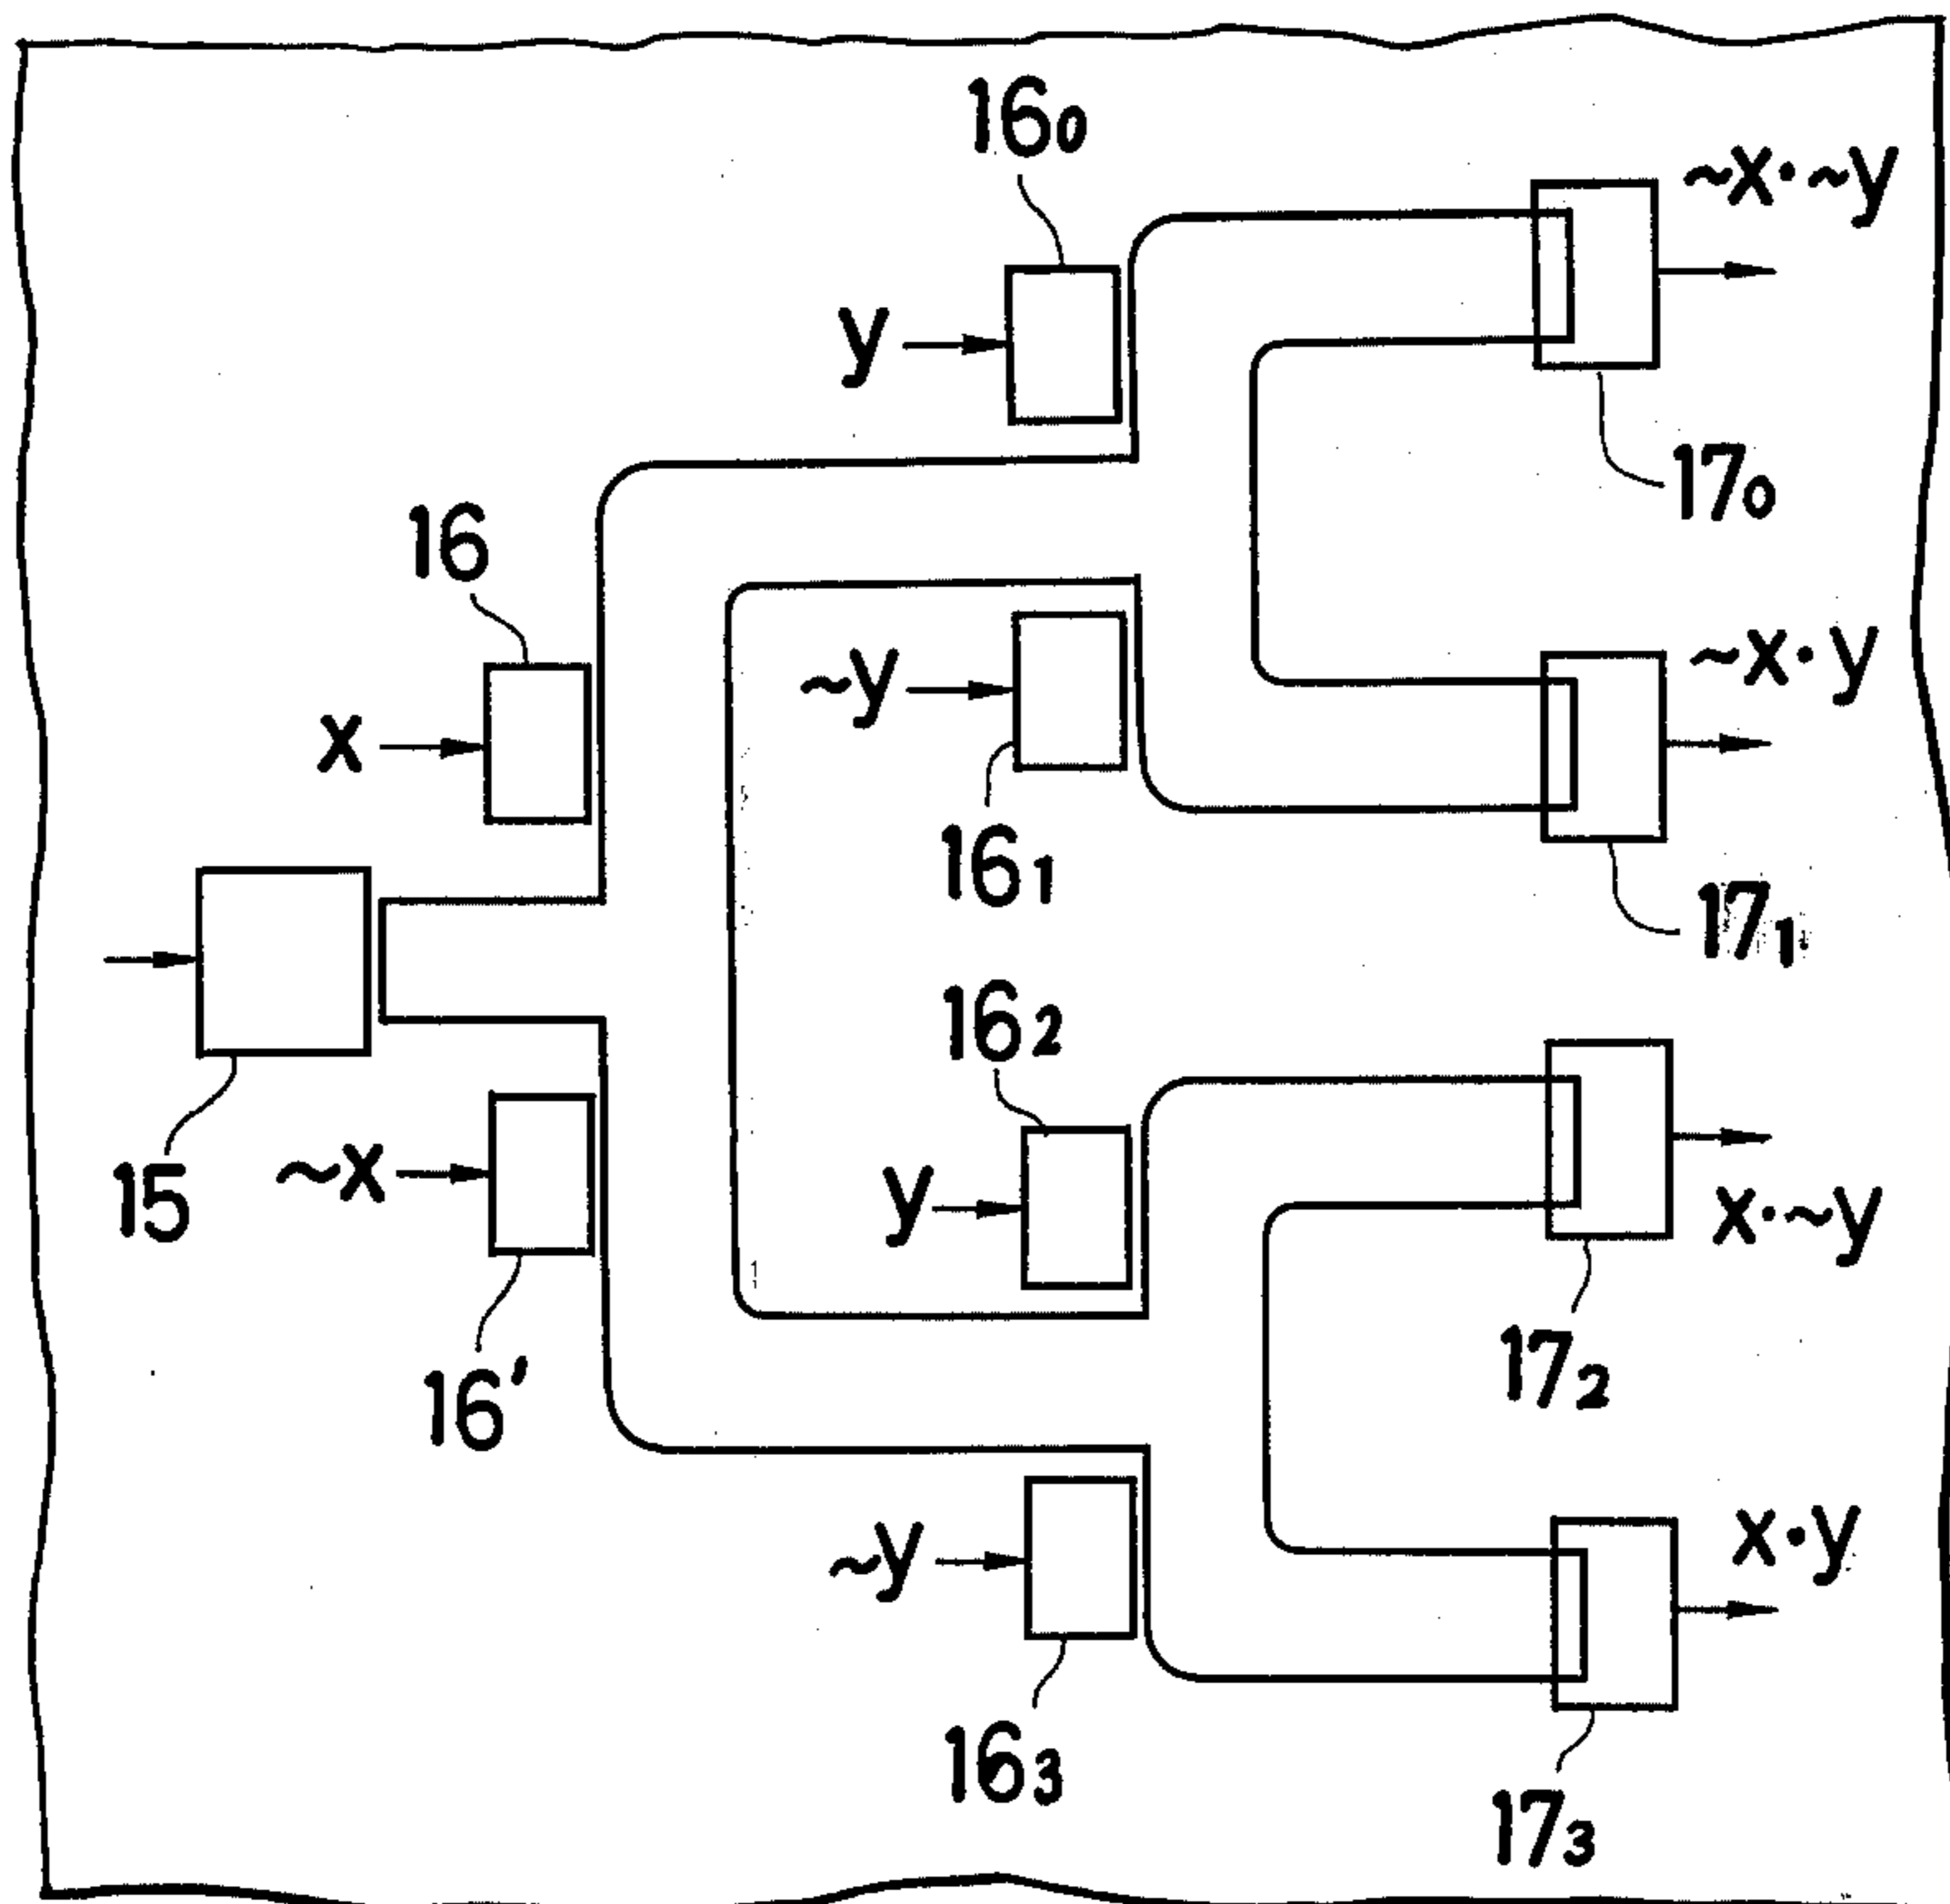 16₀
~x·~y
y
17₀
16
~x·y
~y
x
16₁
17₁
16₂
15
~x
y
x·~y
16′
17₂
x·y
~y
16₃
17₃